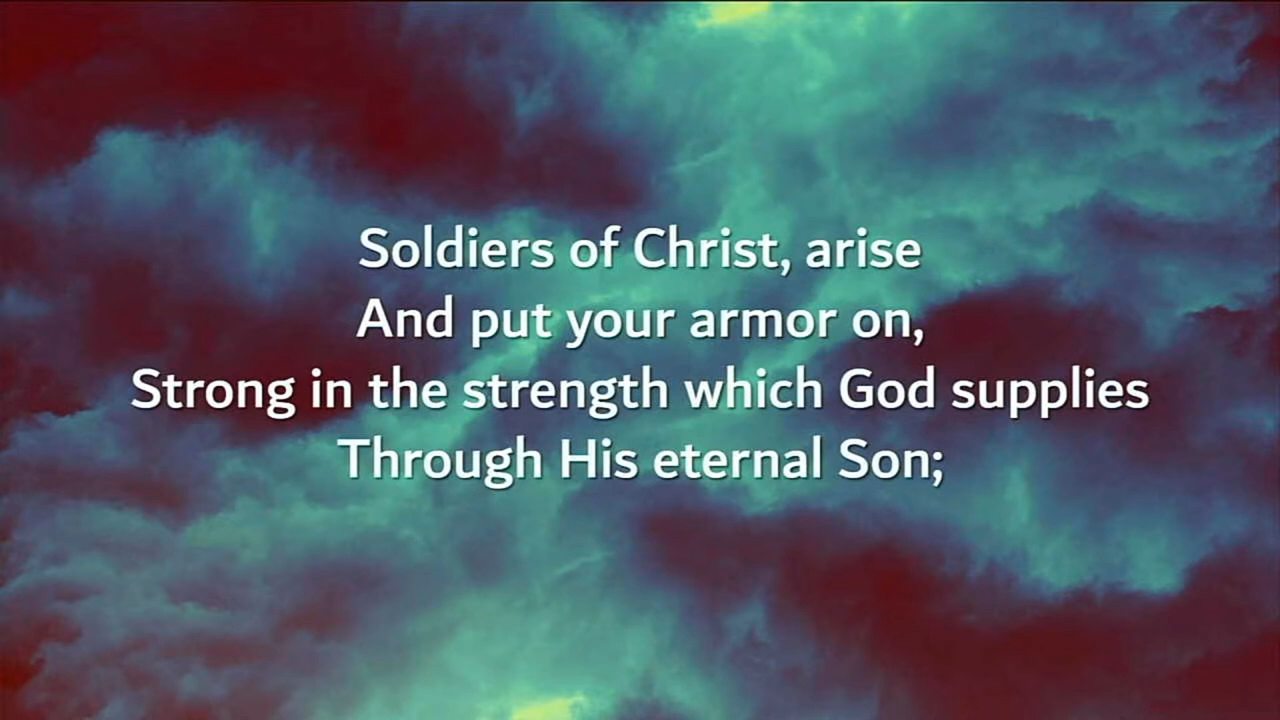 Soldiers of Christ, arise
And put your armor on,
Strong in the strength which God supplies
Through His eternal Son;